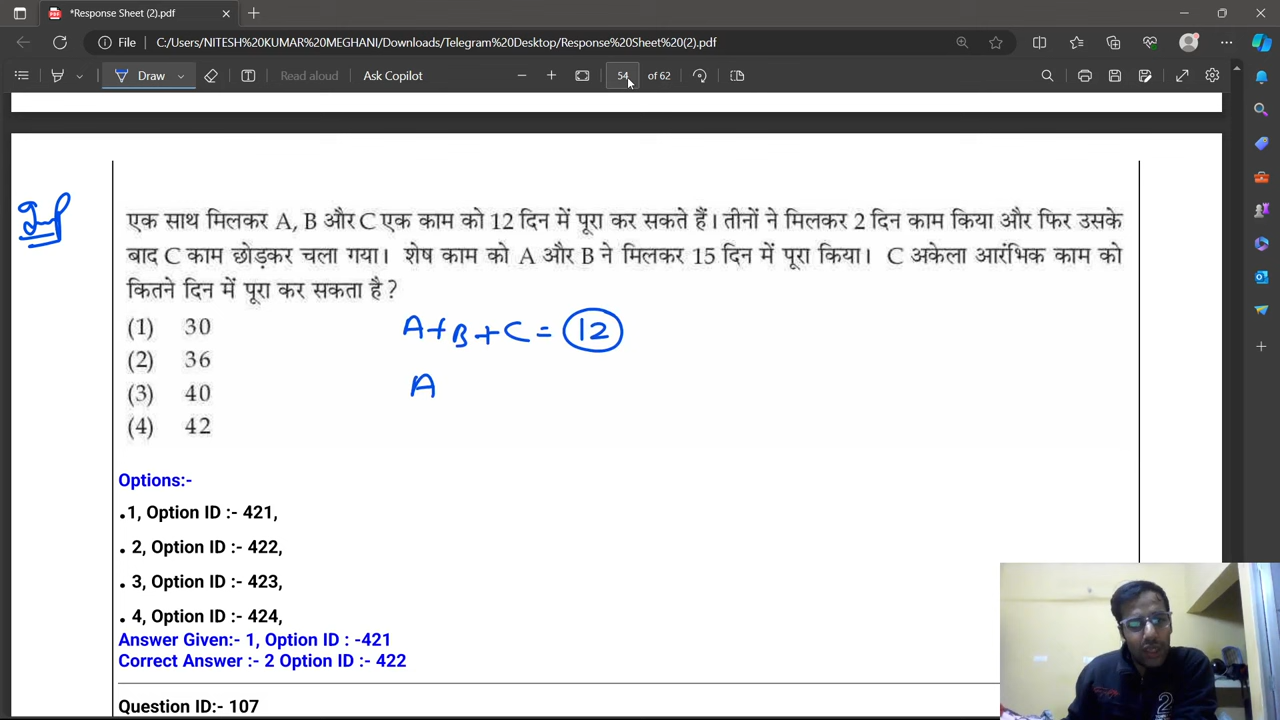 *Response Sheet (2).pdf
File C:/Users/NITESH%20KUMAR%20MEGHANI/Downloads/Telegram%20Desktop/Response%20Sheet%20(2).pdf
Draw Read aloud Ask Copilot 54 of 62
Imp
एक साथ मिलकर A, B और C एक काम को 12 दिन में पूरा कर सकते हैं। तीनों ने मिलकर 2 दिन काम किया और फिर उसके
बाद C काम छोड़कर चला गया। शेष काम को A और B ने मिलकर 15 दिन में पूरा किया। C अकेला आरंभिक काम को
कितने दिन में पूरा कर सकता है?
(1) 30
A+B+C = 12
(2) 36
A
(3) 40
(4) 42
Options:-
.1, Option ID :- 421,
. 2, Option ID :- 422,
. 3, Option ID :- 423,
. 4, Option ID :- 424,
Answer Given:- 1, Option ID : -421
Correct Answer :- 2 Option ID :- 422
Question ID:- 107